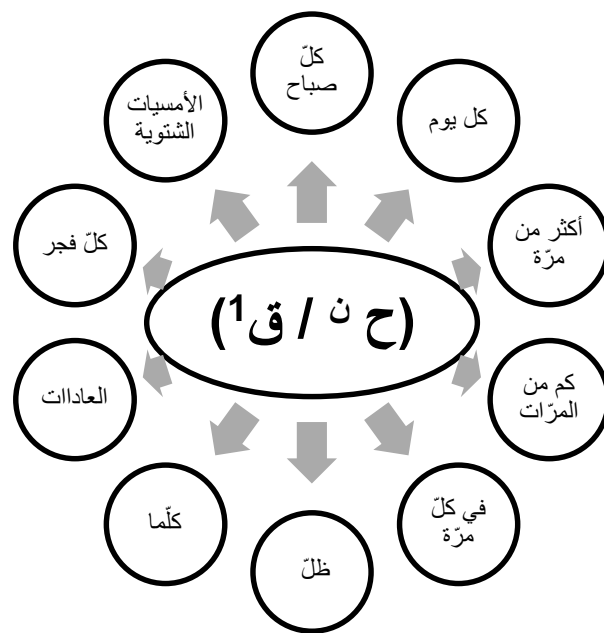 كلّ
صباح
كل يوم
أكثر من
مرّة
كم من
المرّات
في كلّ
مرّة
ظلّ
كلّما
العاداات
كلّ فجر
الأمسيات
الشتوية
(ح ن / ق1)